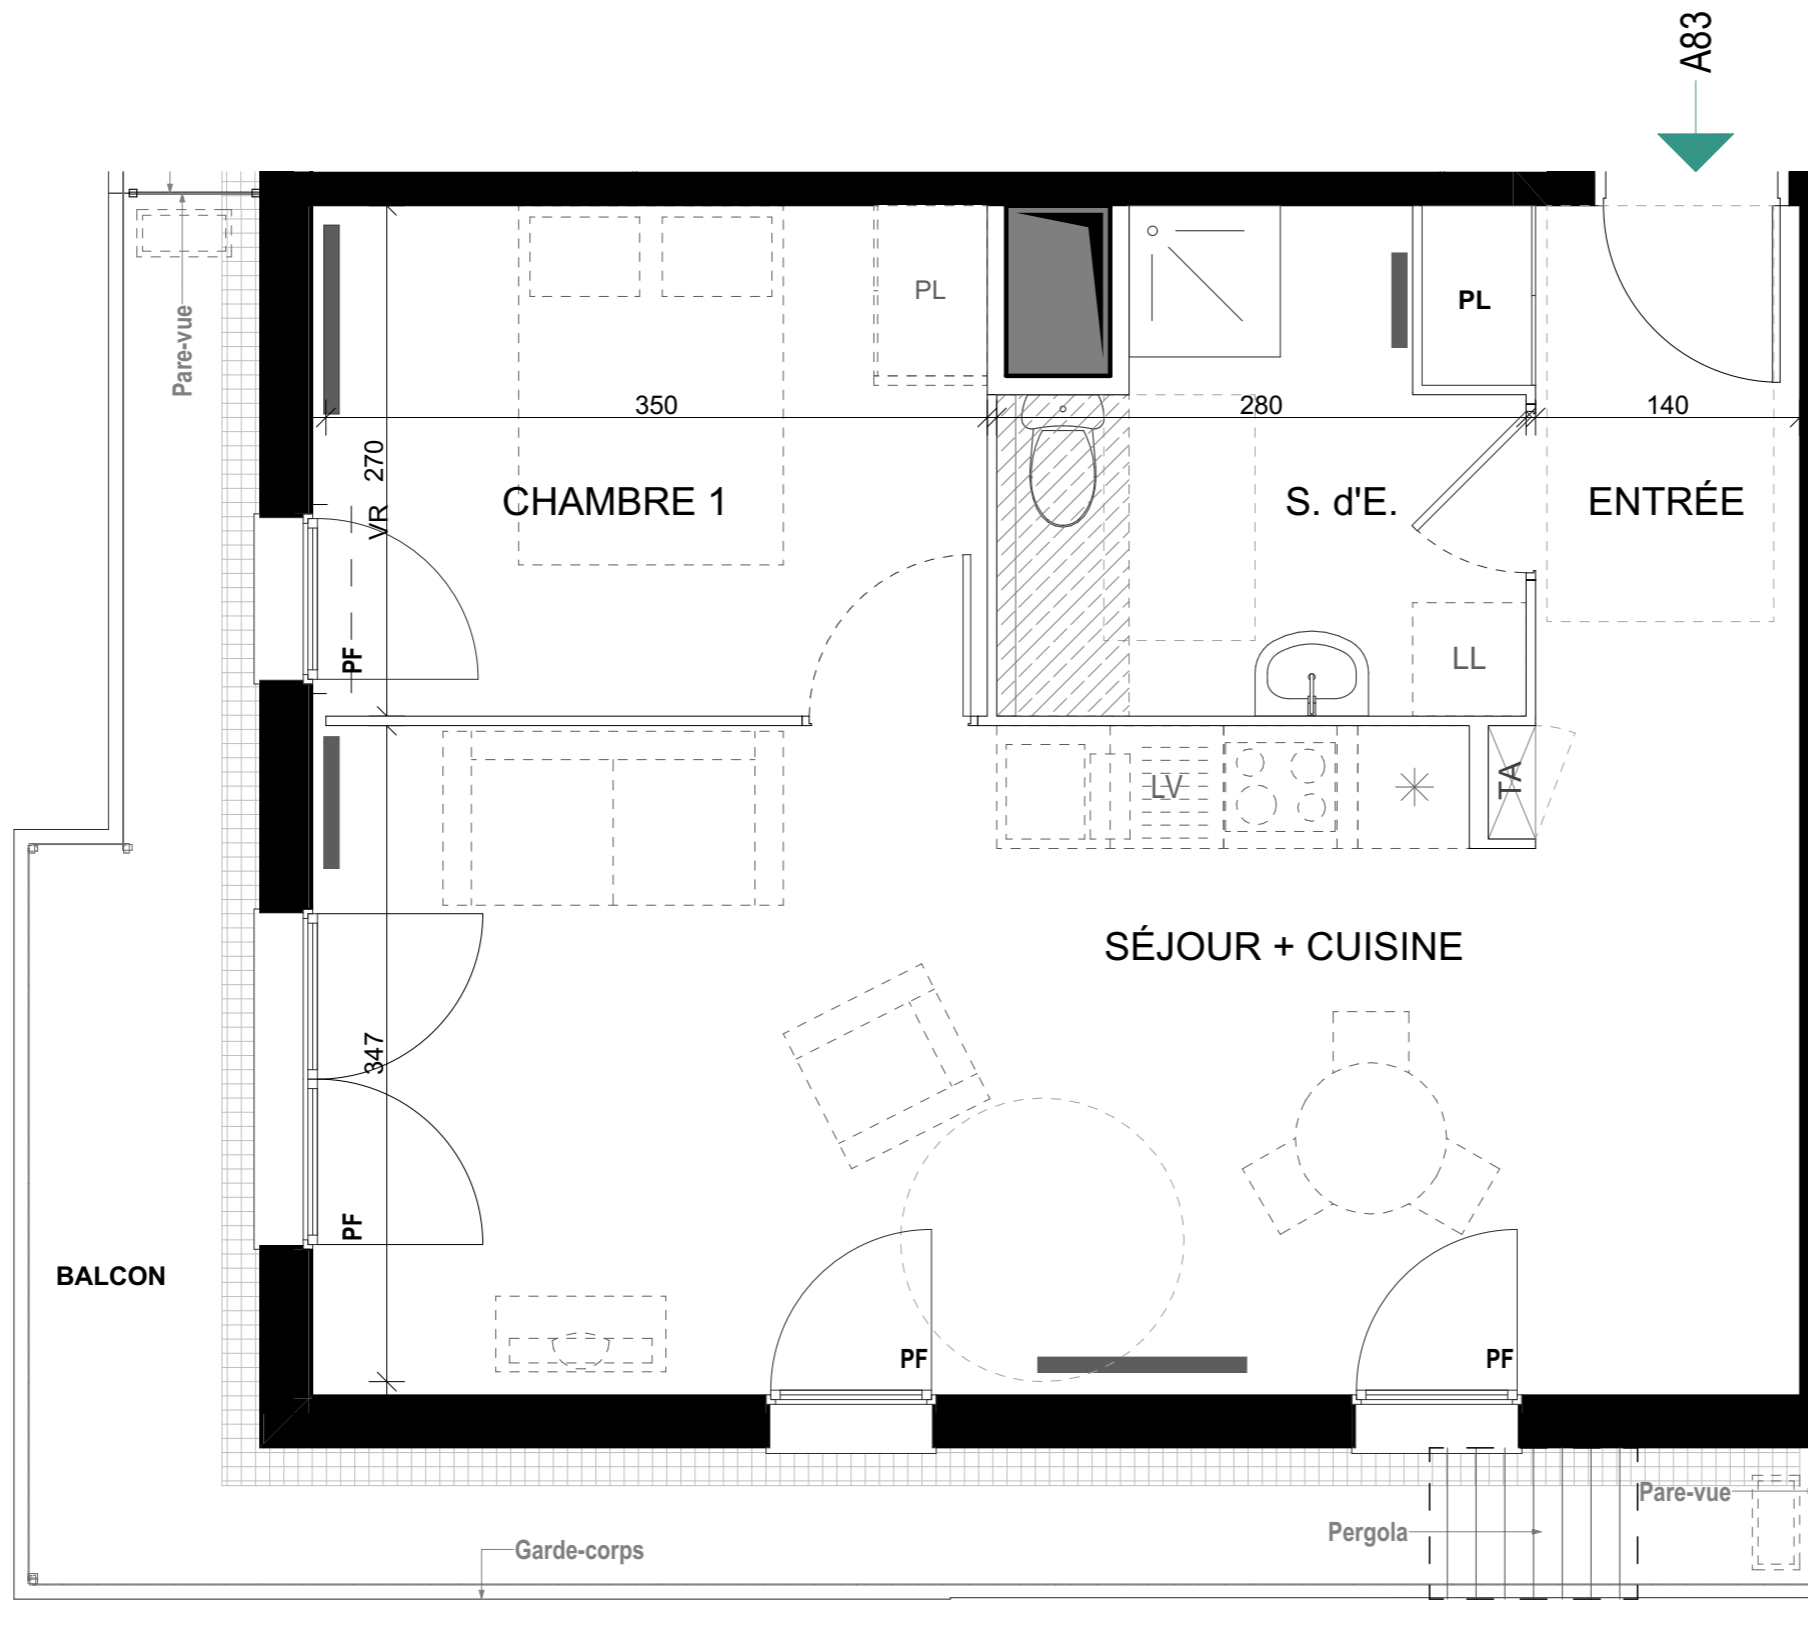 A83
Pare-vue
PL
PL
350
280
140
270
VR
CHAMBRE 1
S. d'E.
ENTRÉE
PF
LL
LV
TA
SÉJOUR + CUISINE
347
PF
BALCON
PF
PF
Pare-vue
Pergola
Garde-corps